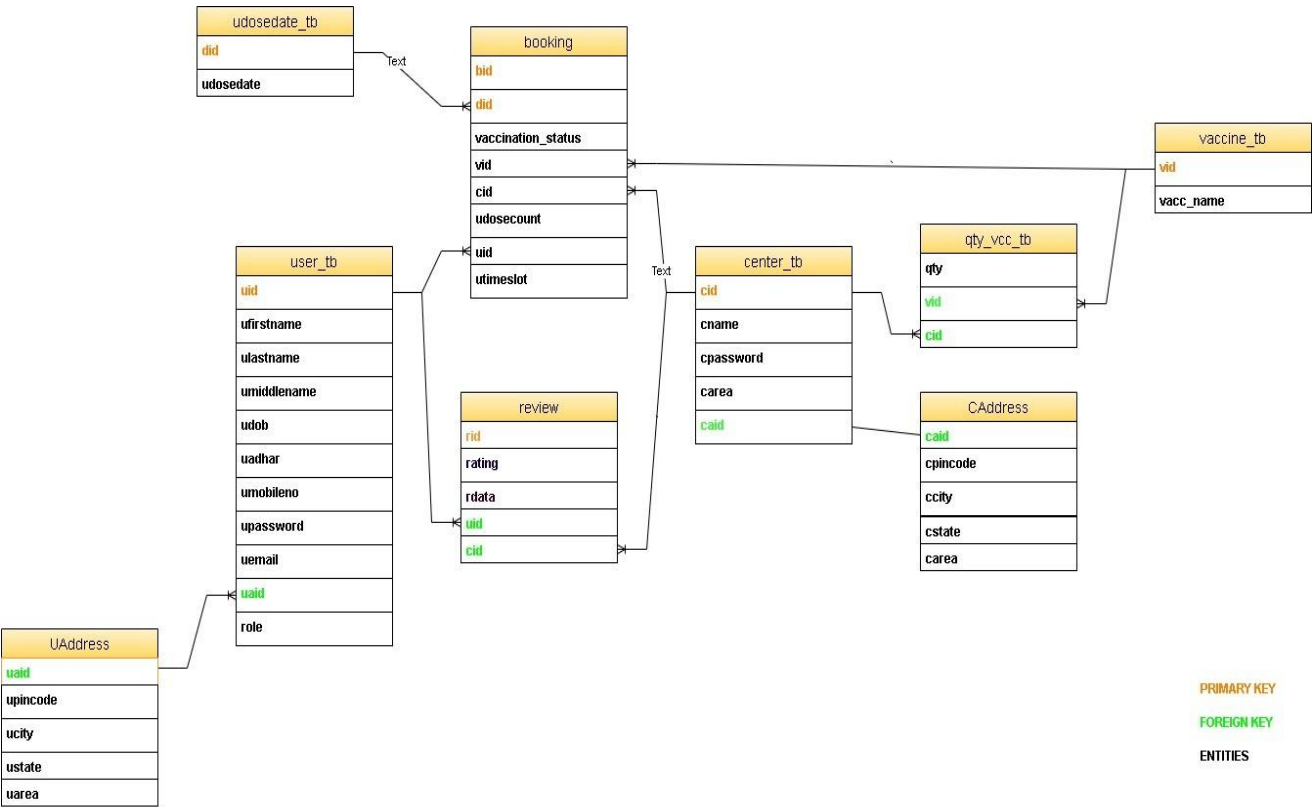 udosedate_tb
did
udosedate
Text
booking
bid
did
vaccination_status
vid
cid
udosecount
uid
utimeslot
vaccine_tb
vid
vacc_name
qty_vcc_tb
qty
vid
cid
user_tb
uid
ufirstname
ulastname
umiddlename
udob
uadhar
umobileno
upassword
uemail
uaid
role
Text
center_tb
cid
cname
cpassword
carea
caid
review
rid
rating
rdata
uid
cid
CAddress
caid
cpincode
ccity
cstate
carea
UAddress
uaid
upincode
ucity
ustate
uarea
PRIMARY KEY
FOREIGN KEY
ENTITIES